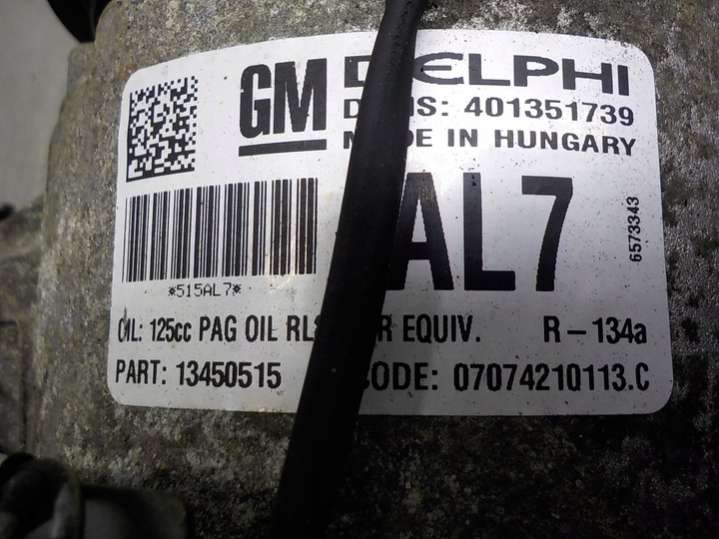 GM DELPHI
401351739
IN HUNGARY
AL7
6573343
*515AL7*
OIL: 125cc PAG OIL EQUIV. R-134a
PART: 13450515 CODE: 07074210113.C